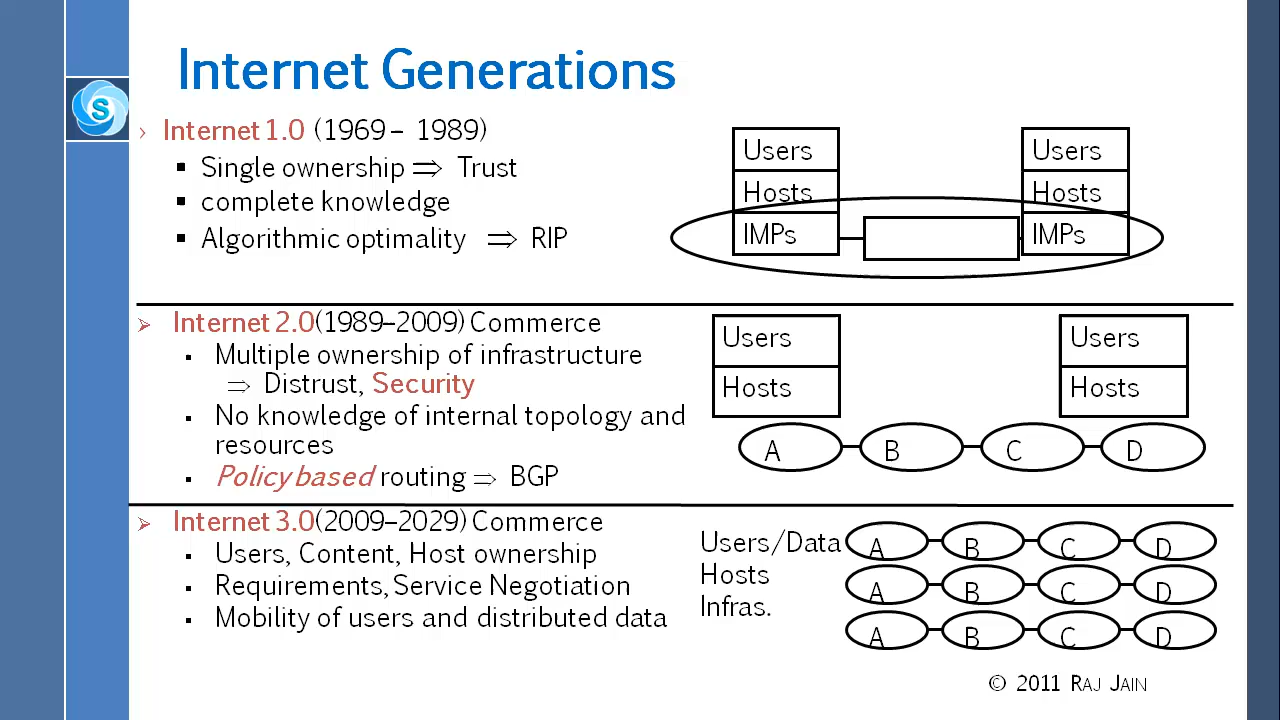 Internet Generations
› Internet 1.0 (1969 – 1989)
▪ Single ownership ⇒ Trust
▪ complete knowledge
▪ Algorithmic optimality ⇒ RIP
Users
Hosts
IMPs
Users
Hosts
IMPs
➢ Internet 2.0(1989–2009) Commerce
▪ Multiple ownership of infrastructure
⇒ Distrust, Security
▪ No knowledge of internal topology and
resources
▪ Policy based routing ⇒ BGP
Users
Hosts
Users
Hosts
A B C D
➢ Internet 3.0(2009–2029) Commerce
▪ Users, Content, Host ownership
▪ Requirements, Service Negotiation
▪ Mobility of users and distributed data
Users/Data A B C D
Hosts A B C D
Infras. A B C D
© 2011 RAJ JAIN
S